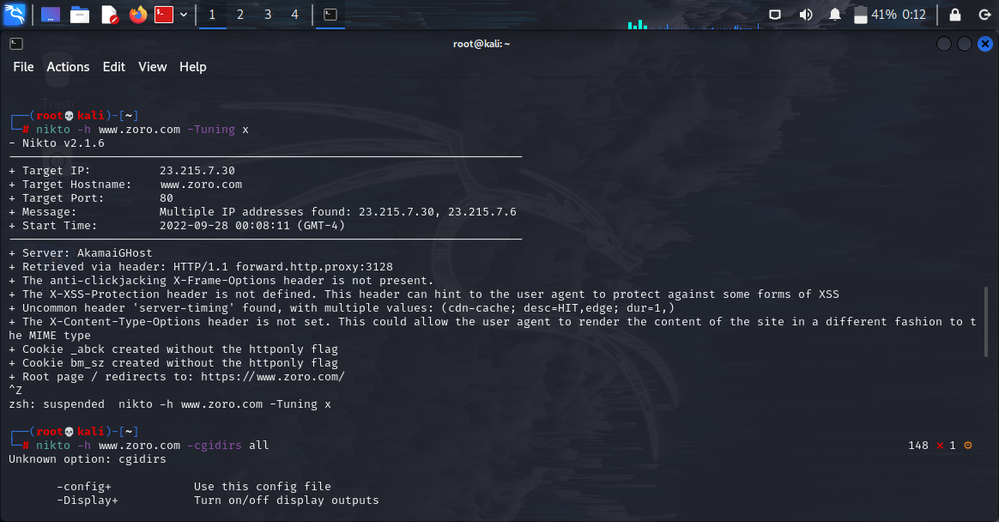 1 2 3 4 41% 0:12
root@kali: ~
File Actions Edit View Help
Trash
(root💀kali)-[~]
# nikto -h www.zoro.com -Tuning x
- Nikto v2.1.6
+ Target IP: 23.215.7.30
+ Target Hostname: www.zoro.com
+ Target Port: 80
+ Message: Multiple IP addresses found: 23.215.7.30, 23.215.7.6
+ Start Time: 2022-09-28 00:08:11 (GMT-4)
+ Server: AkamaiGHost
+ Retrieved via header: HTTP/1.1 forward.http.proxy:3128
+ The anti-clickjacking X-Frame-Options header is not present.
+ The X-XSS-Protection header is not defined. This header can hint to the user agent to protect against some forms of XSS
+ Uncommon header 'server-timing' found, with multiple values: (cdn-cache; desc=HIT,edge; dur=1,)
+ The X-Content-Type-Options header is not set. This could allow the user agent to render the content of the site in a different fashion to t
he MIME type
+ Cookie _abck created without the httponly flag
+ Cookie bm_sz created without the httponly flag
+ Root page / redirects to: https://www.zoro.com/
^Z
zsh: suspended  nikto -h www.zoro.com -Tuning x
(root💀kali)-[~]
# nikto -h www.zoro.com -cgidirs all 148 ⨯ 1 ⚙
Unknown option: cgidirs
-config+ Use this config file
-Display+ Turn on/off display outputs